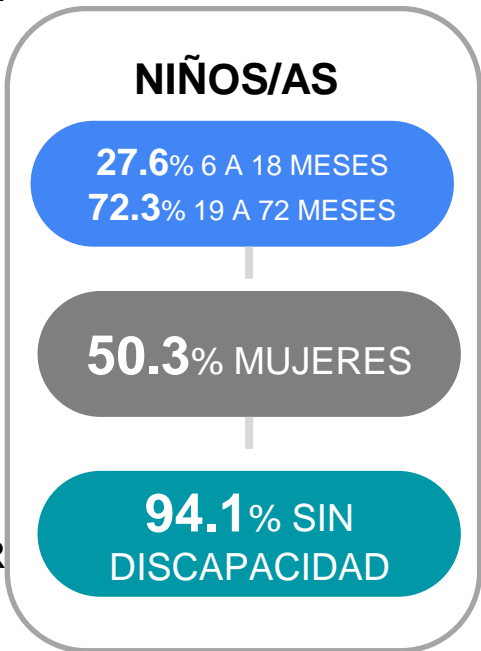 NIÑOS/AS
27.6% 6 A 18 MESES
72.3% 19 A 72 MESES
50.3% MUJERES
94.1% SIN
DISCAPACIDAD
R